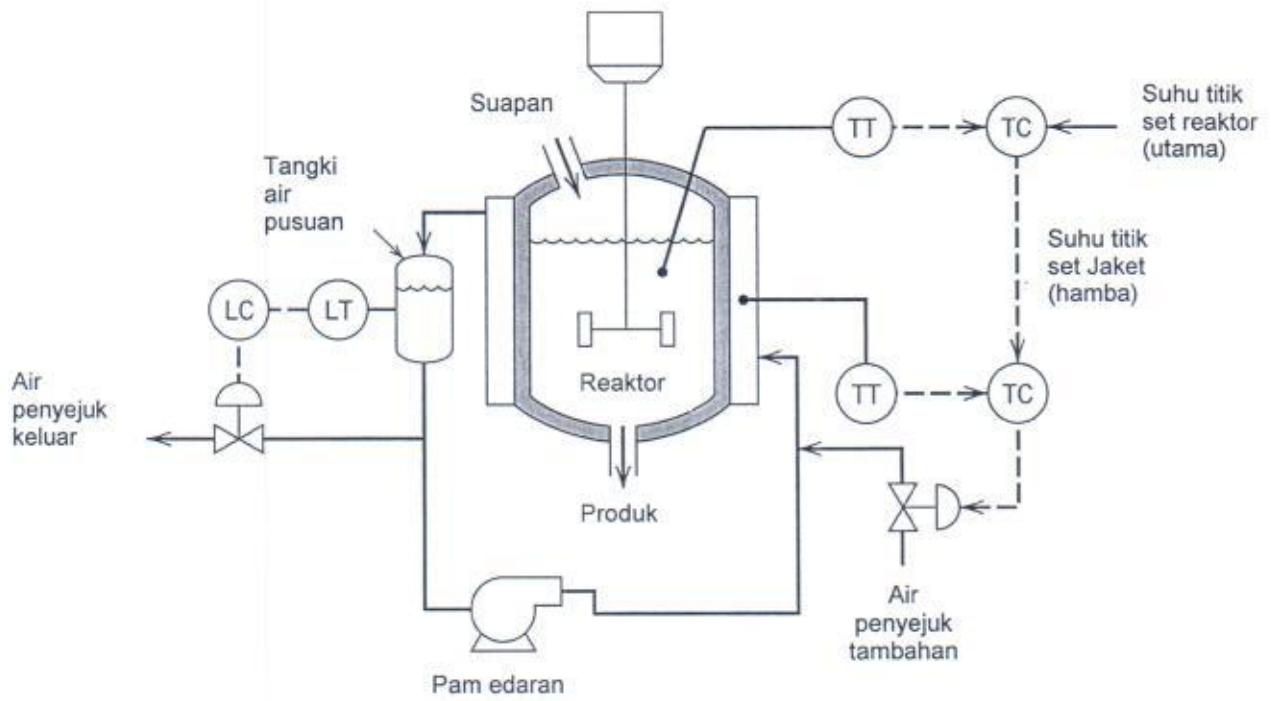 Suapan
TT
TC
Suhu titik
set reaktor
(utama)
Tangki
air
pusuan
Suhu titik
set Jaket
(hamba)
LC
LT
Reaktor
TT
TC
Air
penyejuk
keluar
Produk
Air
penyejuk
tambahan
Pam edaran